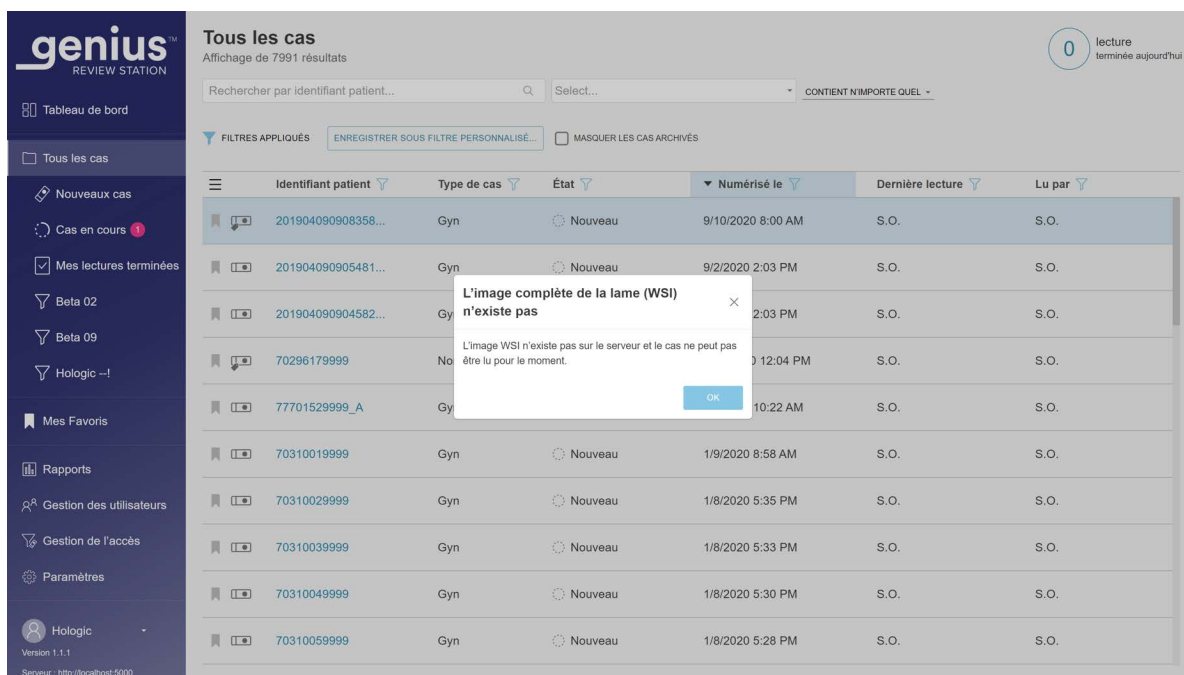 genius™
REVIEW STATION
Tableau de bord
Tous les cas
Nouveaux cas
Cas en cours 1
Mes lectures terminées
Beta 02
Beta 09
Hologic --!
Mes Favoris
Rapports
Gestion des utilisateurs
Gestion de l'accès
Paramètres
Hologic
Version 1.1.1
Serveur : http://localhost:5000
Tous les cas
Affichage de 7991 résultats
0 lecture
terminée aujourd'hui
Rechercher par identifiant patient... Select... CONTIENT N'IMPORTE QUEL
FILTRES APPLIQUÉS ENREGISTRER SOUS FILTRE PERSONNALISÉ... MASQUER LES CAS ARCHIVÉS
Identifiant patient Type de cas État Numérisé le Dernière lecture Lu par
201904090908358... Gyn Nouveau 9/10/2020 8:00 AM S.O. S.O.
201904090905481... Gyn Nouveau 9/2/2020 2:03 PM S.O. S.O.
201904090904582... Gy 2:03 PM S.O. S.O.
70296179999 No 12:04 PM S.O. S.O.
77701529999_A Gy 10:22 AM S.O. S.O.
70310019999 Gyn Nouveau 1/9/2020 8:58 AM S.O. S.O.
70310029999 Gyn Nouveau 1/8/2020 5:35 PM S.O. S.O.
70310039999 Gyn Nouveau 1/8/2020 5:33 PM S.O. S.O.
70310049999 Gyn Nouveau 1/8/2020 5:30 PM S.O. S.O.
70310059999 Gyn Nouveau 1/8/2020 5:28 PM S.O. S.O.
L'image complète de la lame (WSI)
n'existe pas
L'image WSI n'existe pas sur le serveur et le cas ne peut pas
être lu pour le moment.
OK